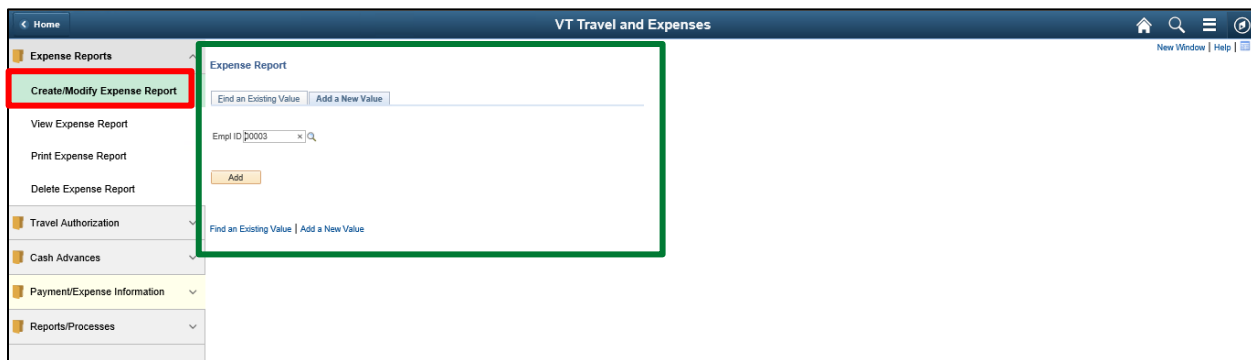 Home
VT Travel and Expenses
New Window | Help |
Expense Reports
Create/Modify Expense Report
View Expense Report
Print Expense Report
Delete Expense Report
Travel Authorization
Cash Advances
Payment/Expense Information
Reports/Processes
Expense Report
Find an Existing Value
Add a New Value
Empl ID 00003
Add
Find an Existing Value | Add a New Value